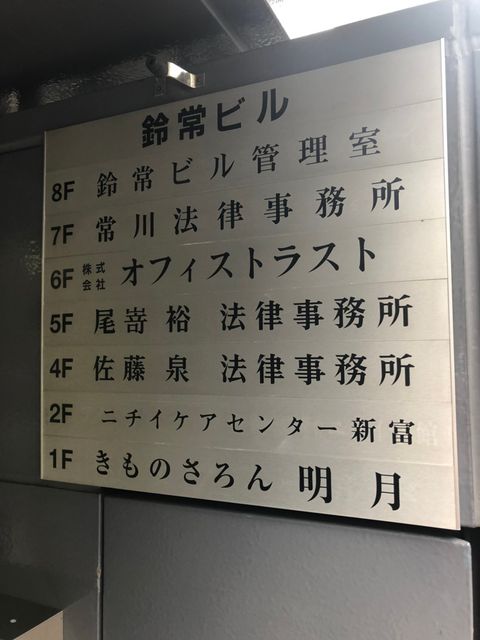 鈴常ビル
8F 鈴常ビル管理室
7F 常川法律事務所
6F 株式会社 オフィストラスト
5F 尾嵜 裕 法律事務所
4F 佐藤 泉 法律事務所
2F ニチイケアセンター新富
1F きものさろん 明月